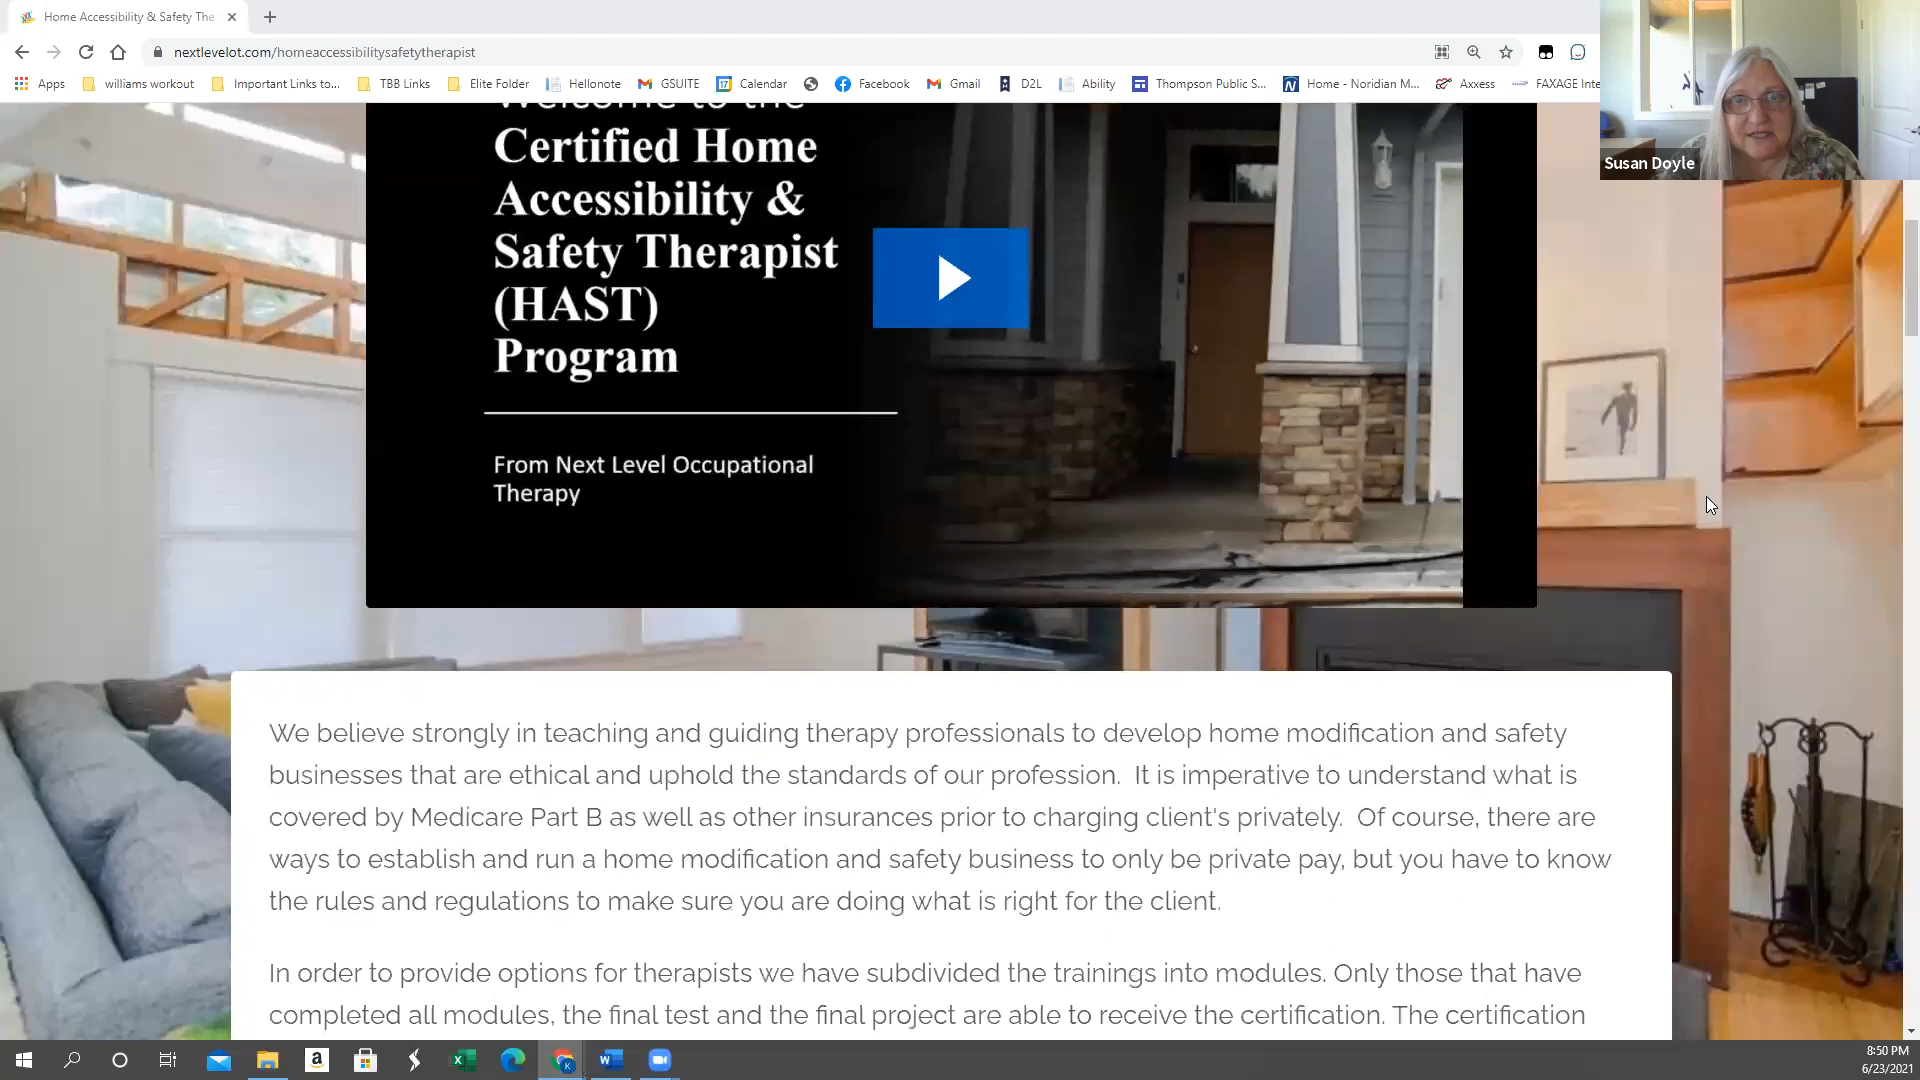 Home Accessibility & Safety The
nextlevelot.com/homeaccessibilitysafetytherapist
Apps
williams workout
Important Links to...
TBB Links
Elite Folder
Hellonote
GSUITE
Calendar
Facebook
Gmail
D2L
Ability
Thompson Public S...
Home - Noridian M...
Axxess
FAXAGE Inte
Susan Doyle
Welcome to the
Certified Home
Accessibility &
Safety Therapist
(HAST)
Program
From Next Level Occupational
Therapy
We believe strongly in teaching and guiding therapy professionals to develop home modification and safety
businesses that are ethical and uphold the standards of our profession.  It is imperative to understand what is
covered by Medicare Part B as well as other insurances prior to charging client's privately.  Of course, there are
ways to establish and run a home modification and safety business to only be private pay, but you have to know
the rules and regulations to make sure you are doing what is right for the client.
In order to provide options for therapists we have subdivided the trainings into modules. Only those that have
completed all modules, the final test and the final project are able to receive the certification. The certification
8:50 PM
6/23/2021